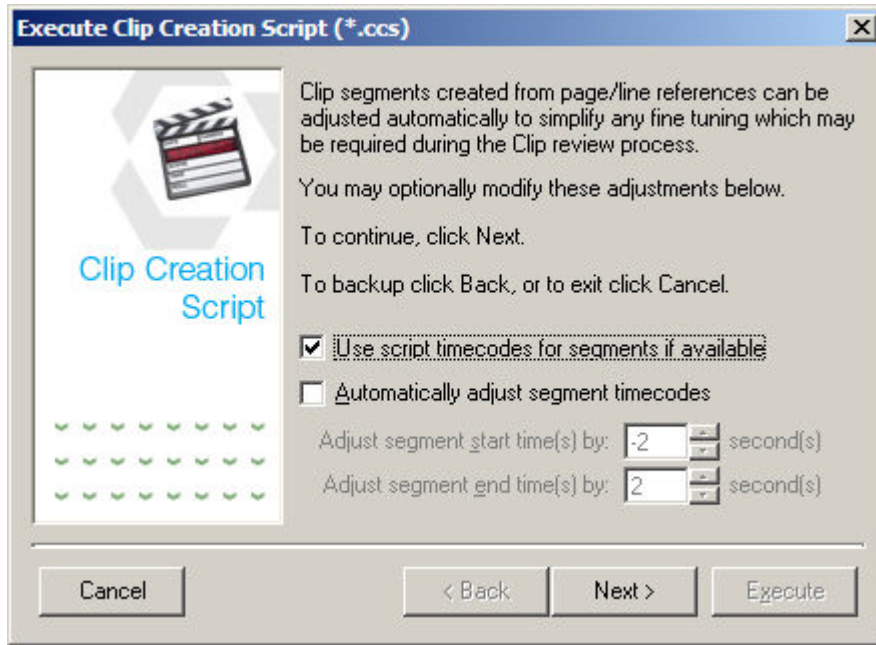 Execute Clip Creation Script (*.ccs)
Clip segments created from page/line references can be
adjusted automatically to simplify any fine tuning which may
be required during the Clip review process.
You may optionally modify these adjustments below.
To continue, click Next.
To backup click Back, or to exit click Cancel.
Clip Creation
Script
Use script timecodes for segments if available
Automatically adjust segment timecodes
Adjust segment start time(s) by: -2 second(s)
Adjust segment end time(s) by: 2 second(s)
Cancel < Back Next > Execute